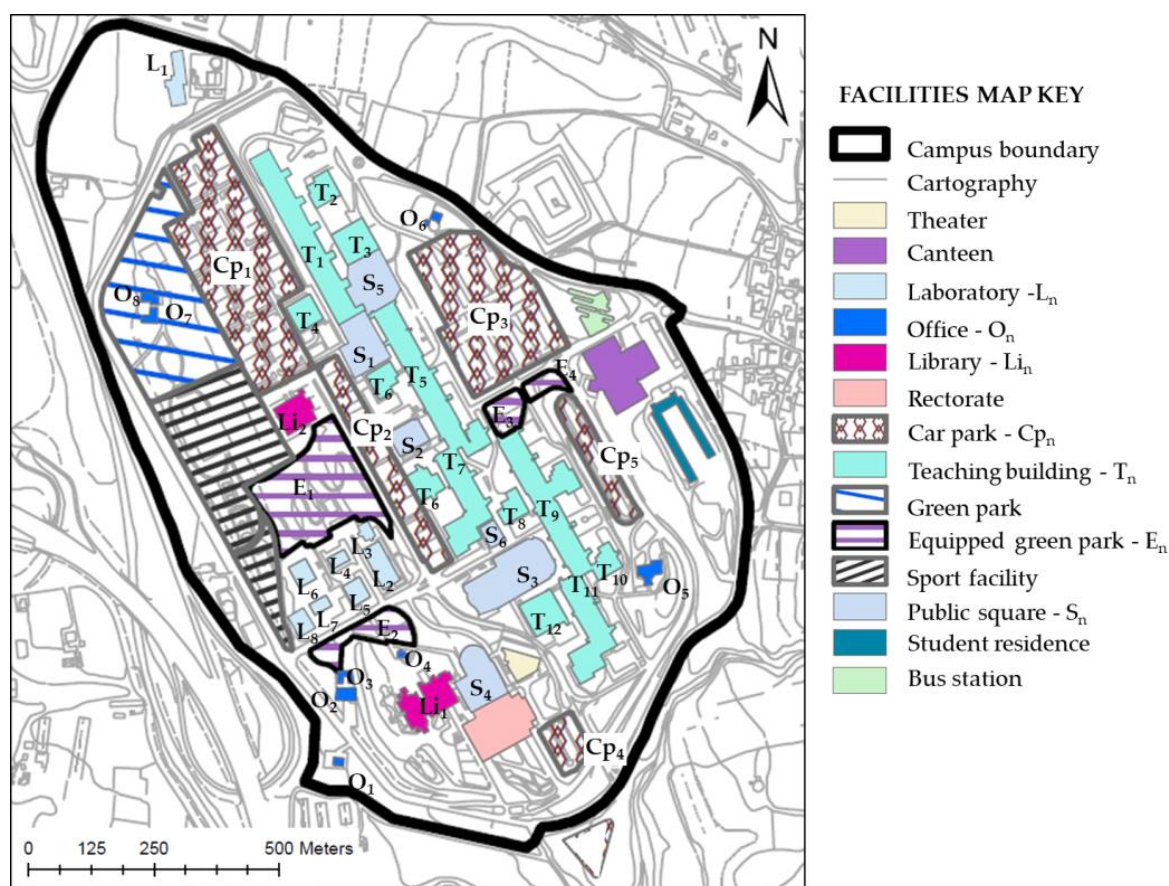 N
L₁
T₂
O₆
T₃
T₁
Cp₁
S₅
O₈
O₇
T₄
Cp₃
S₁
E₄
T₆
T₅
E₃
Li₂
Cp₂
S₂
Cp₅
T₇
E₁
T₆
T₉
T₈
S₆
L₃
L₄
L₂
S₃
T₁₀
L₆
L₅
T₁₁
O₅
L₇
L₈
T₁₂
E₂
O₄
O₃
S₄
O₂
Li₁
Cp₄
O₁
0 125 250 500 Meters
FACILITIES MAP KEY
Campus boundary
Cartography
Theater
Canteen
Laboratory -Lₙ
Office - Oₙ
Library - Liₙ
Rectorate
Car park - Cpₙ
Teaching building - Tₙ
Green park
Equipped green park - Eₙ
Sport facility
Public square - Sₙ
Student residence
Bus station